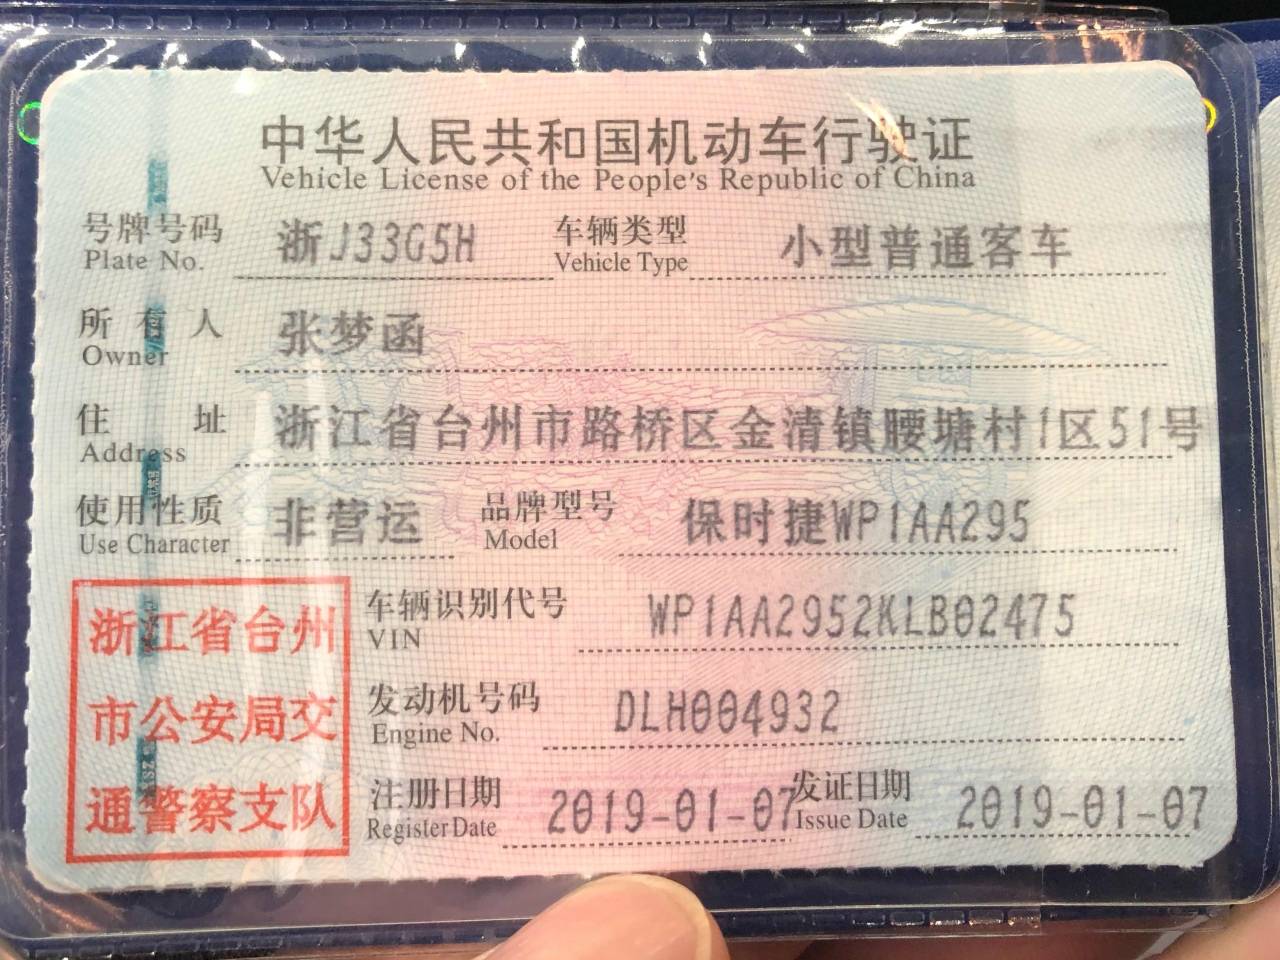 中华人民共和国机动车行驶证
Vehicle License of the People's Republic of China
号牌号码 浙J33G5H 车辆类型 小型普通客车
Plate No. Vehicle Type
所有人 张梦函
Owner
住址 浙江省台州市路桥区金清镇腰塘村1区51号
Address
使用性质 非营运 品牌型号 保时捷WP1AA295
Use Character Model
浙江省台州
市公安局交
通警察支队
车辆识别代号 WP1AA2952KLB02475
VIN
发动机号码 DLH004932
Engine No.
注册日期 2019-01-07 发证日期 2019-01-07
Register Date Issue Date